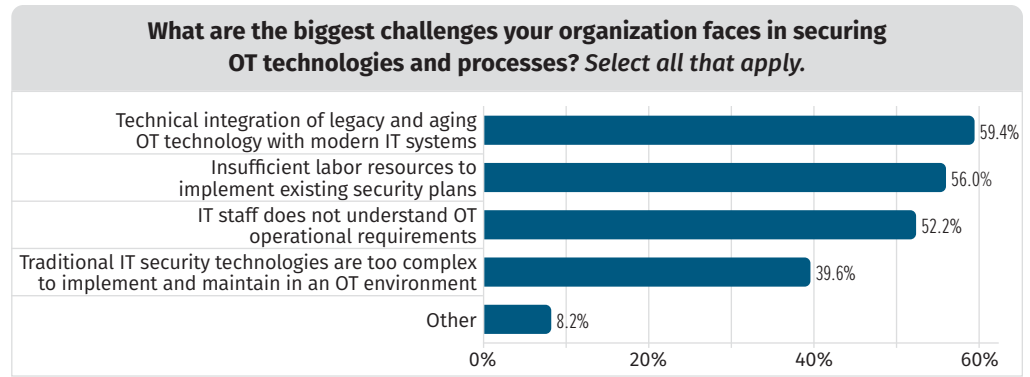 What are the biggest challenges your organization faces in securing
OT technologies and processes? Select all that apply.
Technical integration of legacy and aging
OT technology with modern IT systems
59.4%
Insufficient labor resources to
implement existing security plans
56.0%
IT staff does not understand OT
operational requirements
52.2%
Traditional IT security technologies are too complex
to implement and maintain in an OT environment
39.6%
Other
8.2%
0%
20%
40%
60%